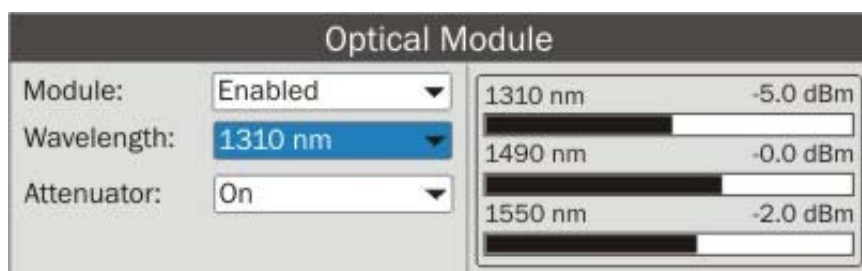 Optical Module
Module: Enabled
Wavelength: 1310 nm
Attenuator: On
1310 nm -5.0 dBm
1490 nm -0.0 dBm
1550 nm -2.0 dBm